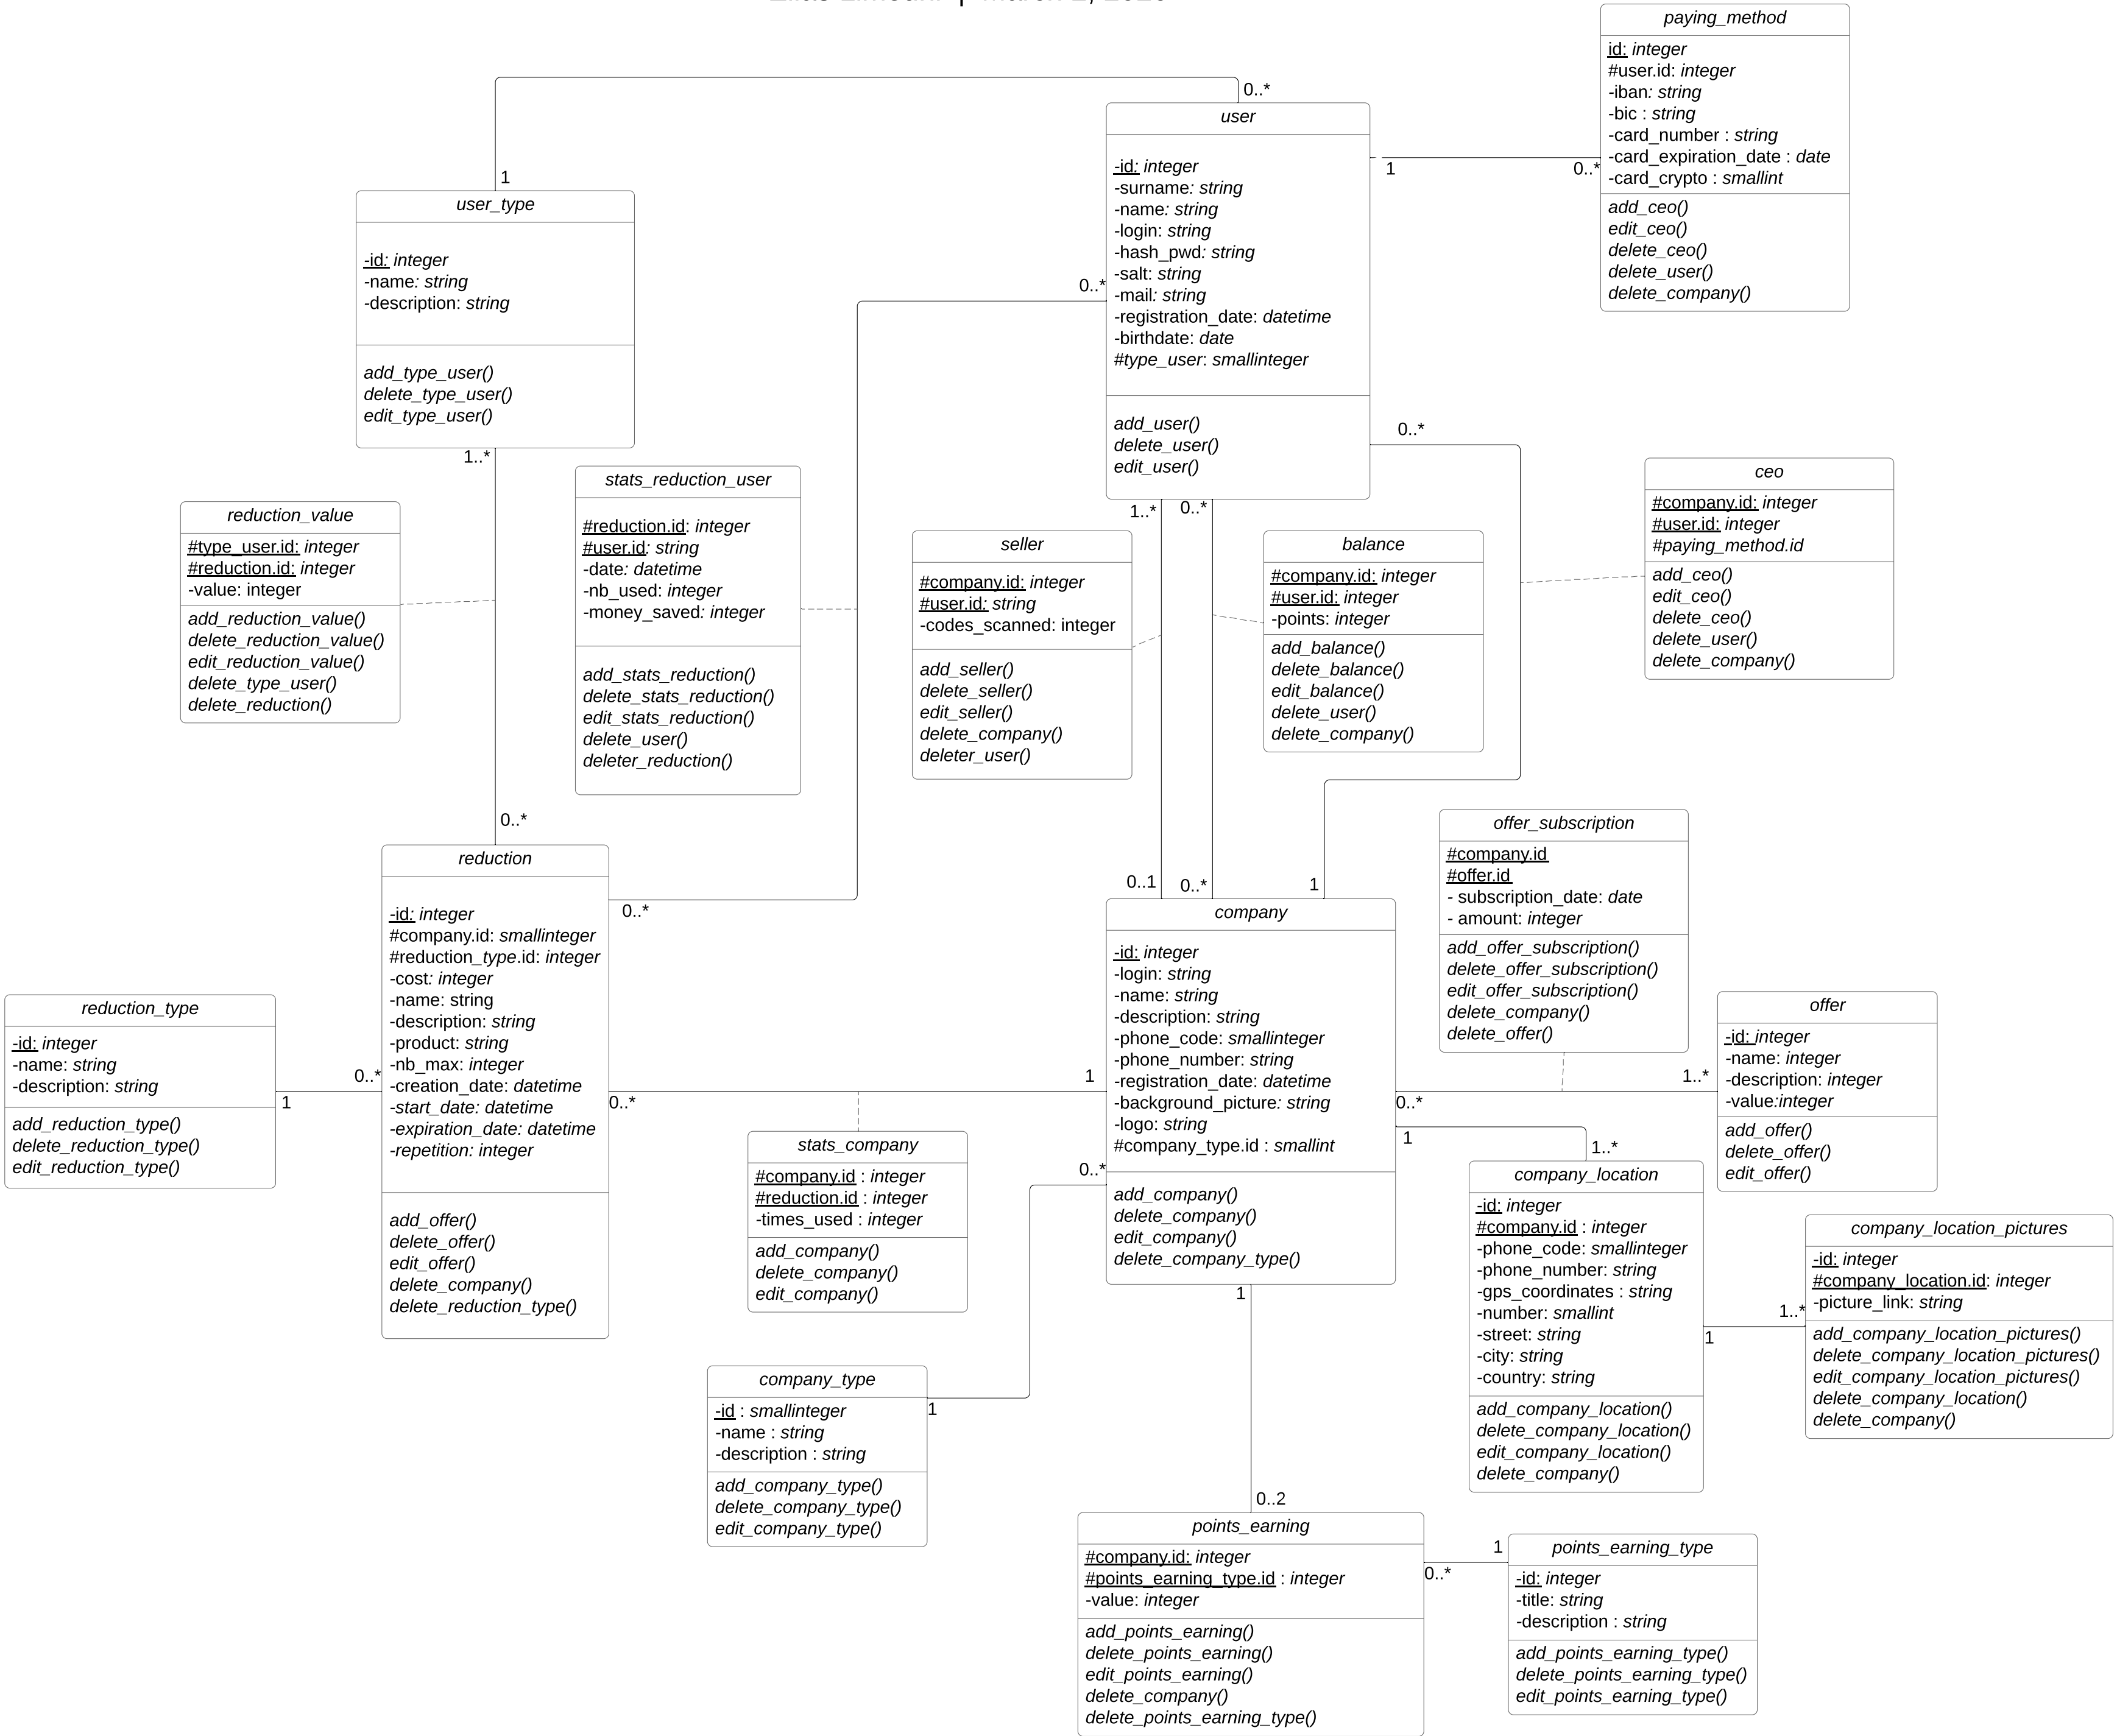 paying_method
id: integer
#user.id: integer
-iban: string
-bic : string
-card_number : string
-card_expiration_date : date
-card_crypto : smallint
add_ceo()
edit_ceo()
delete_ceo()
delete_user()
delete_company()
0..*
user
-id: integer
-surname: string
-name: string
-login: string
-hash_pwd: string
-salt: string
-mail: string
-registration_date: datetime
-birthdate: date
#type_user: smallinteger
add_user()
delete_user()
edit_user()
1
0..*
1
user_type
-id: integer
-name: string
-description: string
add_type_user()
delete_type_user()
edit_type_user()
0..*
0..*
1..*
stats_reduction_user
#reduction.id: integer
#user.id: string
-date: datetime
-nb_used: integer
-money_saved: integer
add_stats_reduction()
delete_stats_reduction()
edit_stats_reduction()
delete_user()
deleter_reduction()
reduction_value
#type_user.id: integer
#reduction.id: integer
-value: integer
add_reduction_value()
delete_reduction_value()
edit_reduction_value()
delete_type_user()
delete_reduction()
1..*
0..*
seller
#company.id: integer
#user.id: string
-codes_scanned: integer
add_seller()
delete_seller()
edit_seller()
delete_company()
deleter_user()
balance
#company.id: integer
#user.id: integer
-points: integer
add_balance()
delete_balance()
edit_balance()
delete_user()
delete_company()
ceo
#company.id: integer
#user.id: integer
#paying_method.id
add_ceo()
edit_ceo()
delete_ceo()
delete_user()
delete_company()
0..*
0..1
0..*
1
offer_subscription
#company.id
#offer.id
- subscription_date: date
- amount: integer
add_offer_subscription()
delete_offer_subscription()
edit_offer_subscription()
delete_company()
delete_offer()
reduction
-id: integer
#company.id: smallinteger
#reduction_type.id: integer
-cost: integer
-name: string
-description: string
-product: string
-nb_max: integer
-creation_date: datetime
-start_date: datetime
-expiration_date: datetime
-repetition: integer
add_offer()
delete_offer()
edit_offer()
delete_company()
delete_reduction_type()
0..*
company
-id: integer
-login: string
-name: string
-description: string
-phone_code: smallinteger
-phone_number: string
-registration_date: datetime
-background_picture: string
-logo: string
#company_type.id : smallint
add_company()
delete_company()
edit_company()
delete_company_type()
reduction_type
-id: integer
-name: string
-description: string
add_reduction_type()
delete_reduction_type()
edit_reduction_type()
0..*
1
0..*
1
offer
-id: integer
-name: integer
-description: integer
-value:integer
add_offer()
delete_offer()
edit_offer()
1..*
0..*
1
1..*
stats_company
#company.id : integer
#reduction.id : integer
-times_used : integer
add_company()
delete_company()
edit_company()
0..*
company_location
-id: integer
#company.id : integer
-phone_code: smallinteger
-phone_number: string
-gps_coordinates : string
-number: smallint
-street: string
-city: string
-country: string
add_company_location()
delete_company_location()
edit_company_location()
delete_company()
company_location_pictures
-id: integer
#company_location.id: integer
-picture_link: string
add_company_location_pictures()
delete_company_location_pictures()
edit_company_location_pictures()
delete_company_location()
delete_company()
1..*
1
1
company_type
-id : smallinteger
-name : string
-description : string
add_company_type()
delete_company_type()
edit_company_type()
1
0..2
points_earning
#company.id: integer
#points_earning_type.id : integer
-value: integer
add_points_earning()
delete_points_earning()
edit_points_earning()
delete_company()
delete_points_earning_type()
1
0..*
points_earning_type
-id: integer
-title: string
-description : string
add_points_earning_type()
delete_points_earning_type()
edit_points_earning_type()